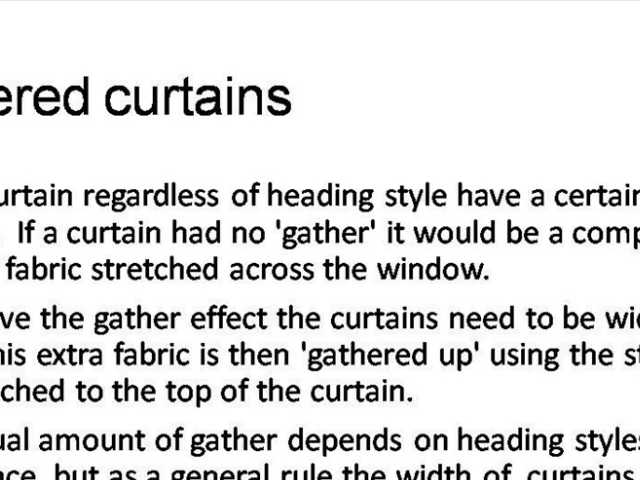 ered curtains
urtain regardless of heading style have a certain
If a curtain had no 'gather' it would be a comp
fabric stretched across the window.
ve the gather effect the curtains need to be wi
his extra fabric is then 'gathered up' using the s
ched to the top of the curtain.
ual amount of gather depends on heading styles
nce, but as a general rule the width of curtains